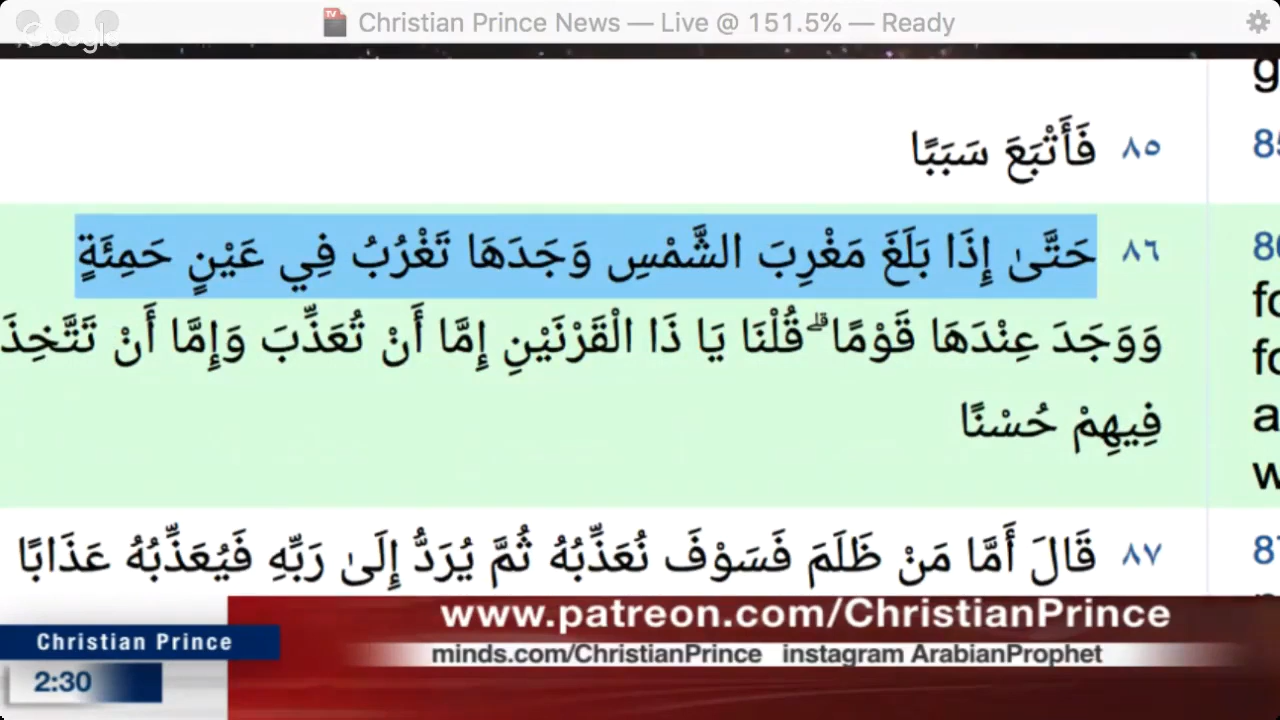 Christian Prince News — Live @ 151.5% — Ready
Google
٨٥ فَأَتْبَعَ سَبَبًا
٨٦ حَتَّىٰ إِذَا بَلَغَ مَغْرِبَ الشَّمْسِ وَجَدَهَا تَغْرُبُ فِي عَيْنٍ حَمِئَةٍ
وَوَجَدَ عِنْدَهَا قَوْمًا ۗ قُلْنَا يَا ذَا الْقَرْنَيْنِ إِمَّا أَنْ تُعَذِّبَ وَإِمَّا أَنْ تَتَّخِذَ
فِيهِمْ حُسْنًا
٨٧ قَالَ أَمَّا مَنْ ظَلَمَ فَسَوْفَ نُعَذِّبُهُ ثُمَّ يُرَدُّ إِلَىٰ رَبِّهِ فَيُعَذِّبُهُ عَذَابًا
www.patreon.com/ChristianPrince
Christian Prince
minds.com/ChristianPrince instagram ArabianProphet
2:30